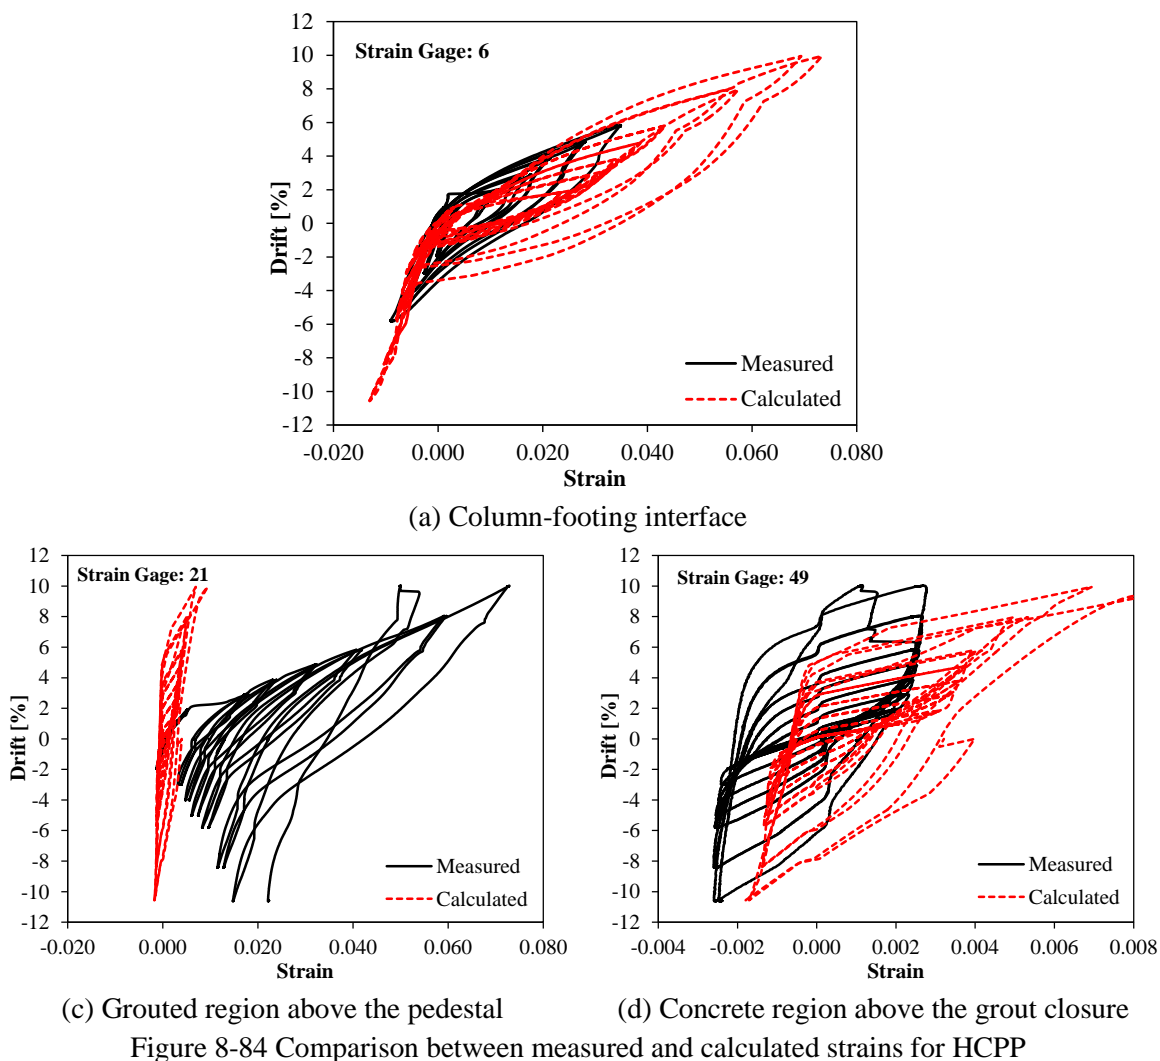 12
10
8
6
4
2
0
-2
-4
-6
-8
-10
-12
Drift [%]
Strain Gage: 6
Measured
Calculated
-0.020 0.000 0.020 0.040 0.060 0.080
Strain
(a) Column-footing interface
12
10
8
6
4
2
0
-2
-4
-6
-8
-10
-12
Drift [%]
Strain Gage: 21
Measured
Calculated
-0.020 0.000 0.020 0.040 0.060 0.080
Strain
(c) Grouted region above the pedestal
12
10
8
6
4
2
0
-2
-4
-6
-8
-10
-12
Drift [%]
Strain Gage: 49
Measured
Calculated
-0.004 -0.002 0.000 0.002 0.004 0.006 0.008
Strain
(d) Concrete region above the grout closure
Figure 8-84 Comparison between measured and calculated strains for HCPP